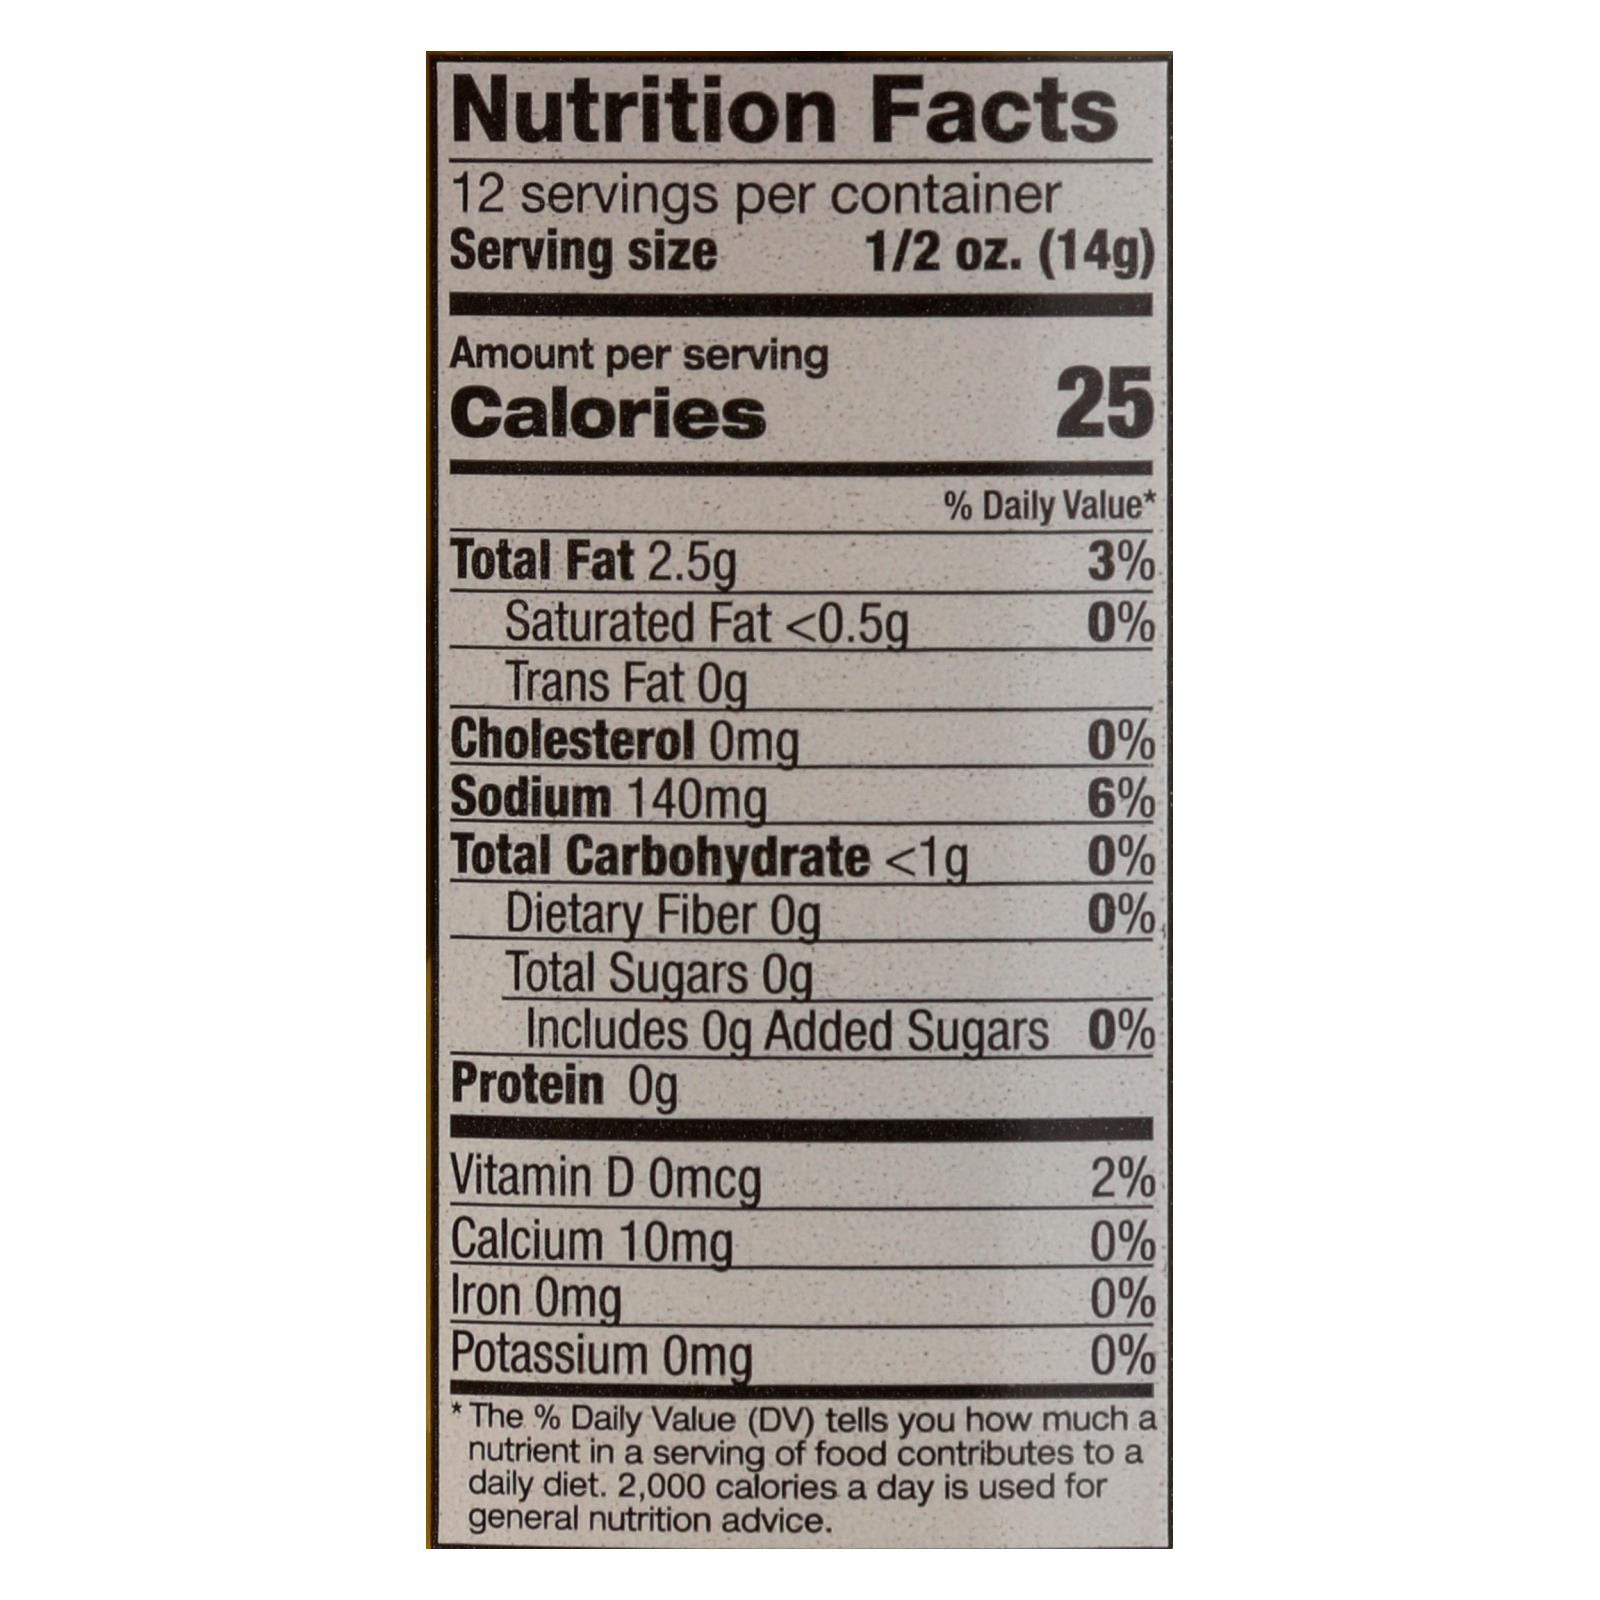 Nutrition Facts
12 servings per container
Serving size 1/2 oz. (14g)
Amount per serving
Calories 25
% Daily Value*
Total Fat 2.5g 3%
Saturated Fat <0.5g 0%
Trans Fat 0g
Cholesterol 0mg 0%
Sodium 140mg 6%
Total Carbohydrate <1g 0%
Dietary Fiber 0g 0%
Total Sugars 0g
Includes 0g Added Sugars 0%
Protein 0g
Vitamin D 0mcg 2%
Calcium 10mg 0%
Iron 0mg 0%
Potassium 0mg 0%
* The % Daily Value (DV) tells you how much a
nutrient in a serving of food contributes to a
daily diet. 2,000 calories a day is used for
general nutrition advice.